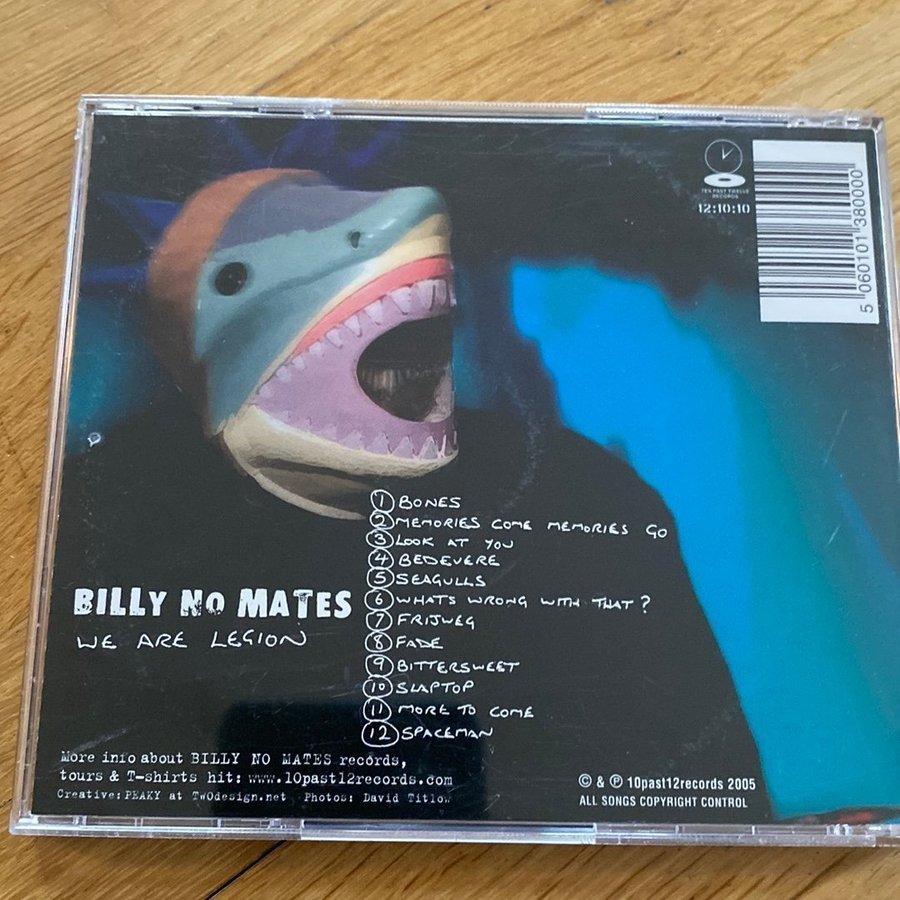 TEN PAST TWELVE
RECORDS
12:10:10
5 060101 380000
1 BONES
2 MEMORIES COME MEMORIES GO
3 LOOK AT YOU
4 BEDEVERE
5 SEAGULLS
6 WHATS WRONG WITH THAT?
7 FRIJWEG
8 FADE
9 BITTERSWEET
10 SLAPTOP
11 MORE TO COME
12 SPACEMAN
BILLY NO MATES
WE ARE LEGION
More info about BILLY NO MATES records,
tours & T-shirts hit: www.10past12records.com
Creative: PEAKY at TwOdesign.net - Photos: David Titlow
© & ℗ 10past12records 2005
ALL SONGS COPYRIGHT CONTROL